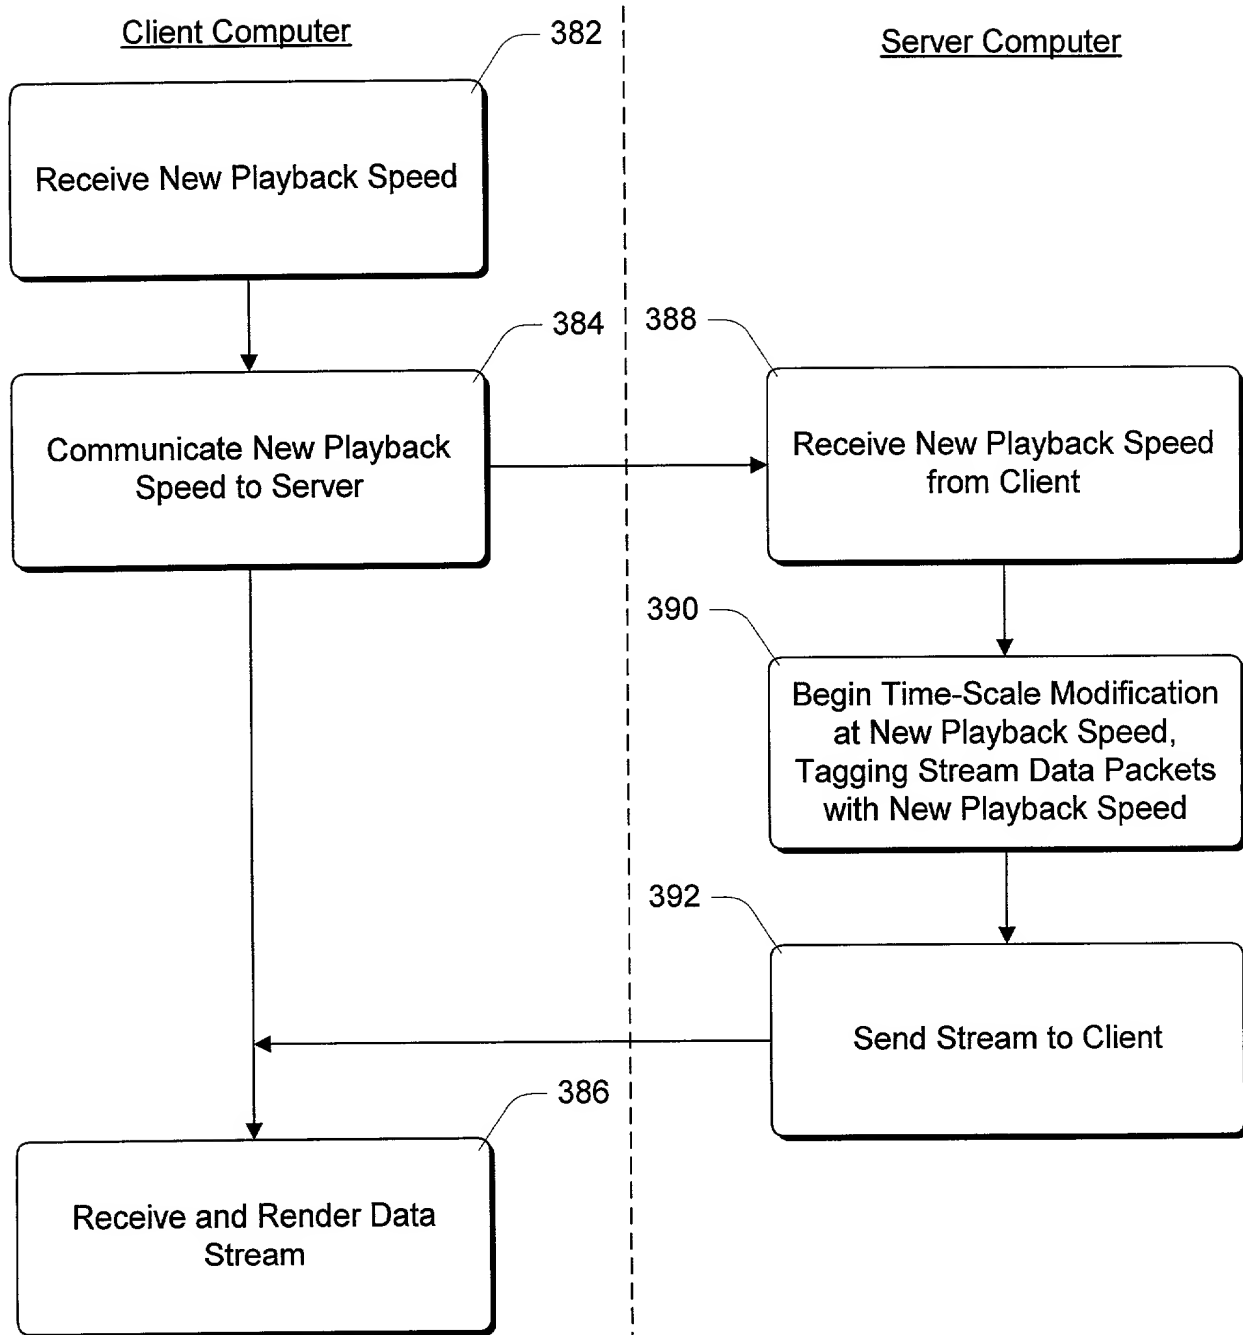 Client Computer
382
Server Computer
Receive New Playback Speed
384
388
Communicate New Playback
Speed to Server
Receive New Playback Speed
from Client
390
Begin Time-Scale Modification
at New Playback Speed,
Tagging Stream Data Packets
with New Playback Speed
392
Send Stream to Client
386
Receive and Render Data
Stream